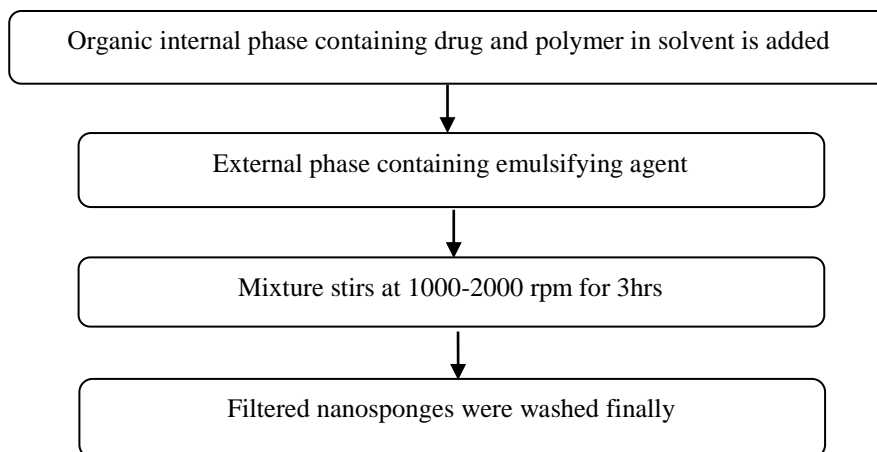 Organic internal phase containing drug and polymer in solvent is added
External phase containing emulsifying agent
Mixture stirs at 1000-2000 rpm for 3hrs
Filtered nanosponges were washed finally